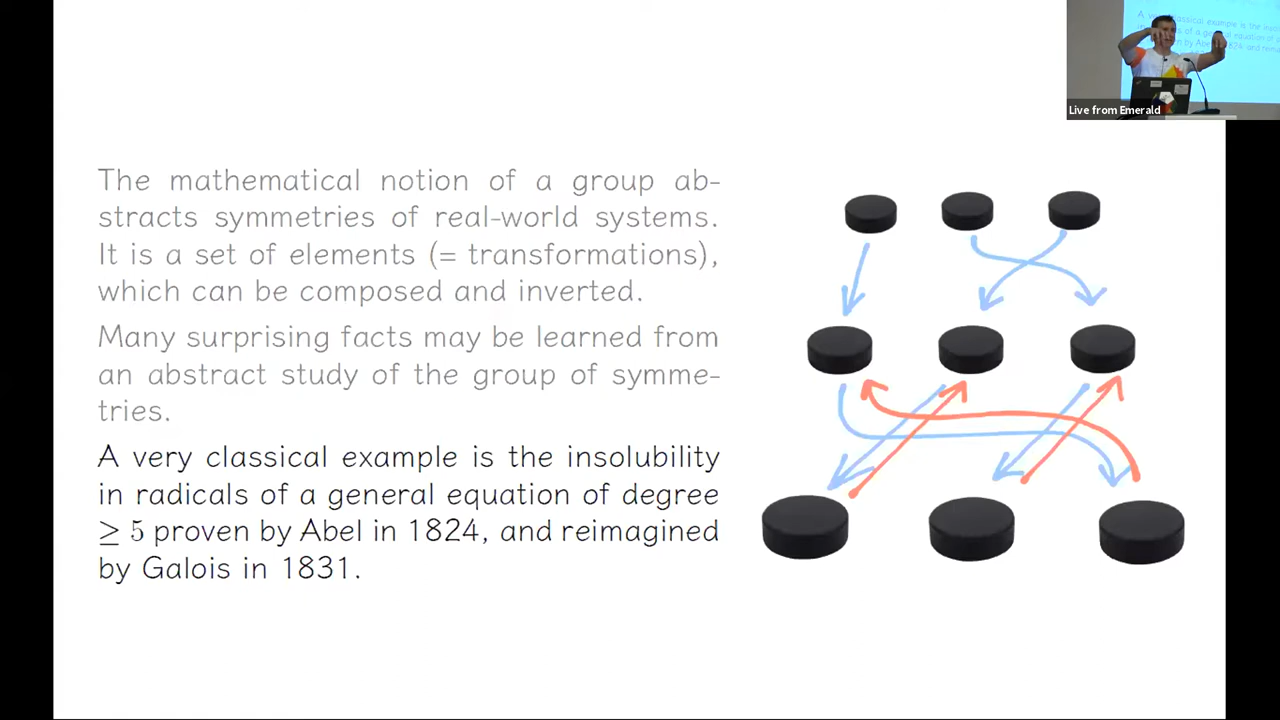 The mathematical notion of a group ab-
stracts symmetries of real-world systems.
It is a set of elements (= transformations),
which can be composed and inverted.
Many surprising facts may be learned from
an abstract study of the group of symme-
tries.
A very classical example is the insolubility
in radicals of a general equation of degree
≥ 5 proven by Abel in 1824, and reimagined
by Galois in 1831.
Live from Emerald